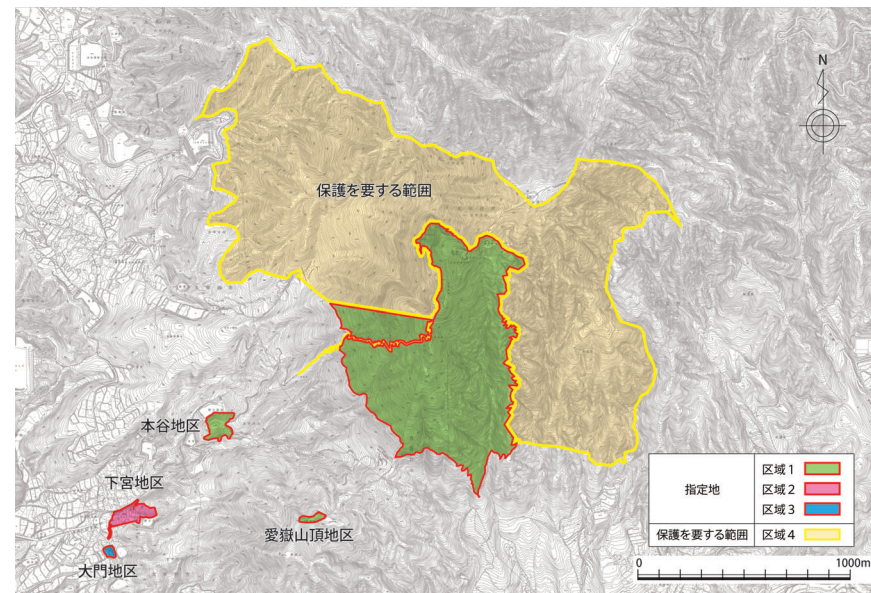 N
保護を要する範囲
本谷地区
下宮地区
愛嶽山頂地区
大門地区
指定地
区域1
区域2
区域3
保護を要する範囲
区域4
0
1000m